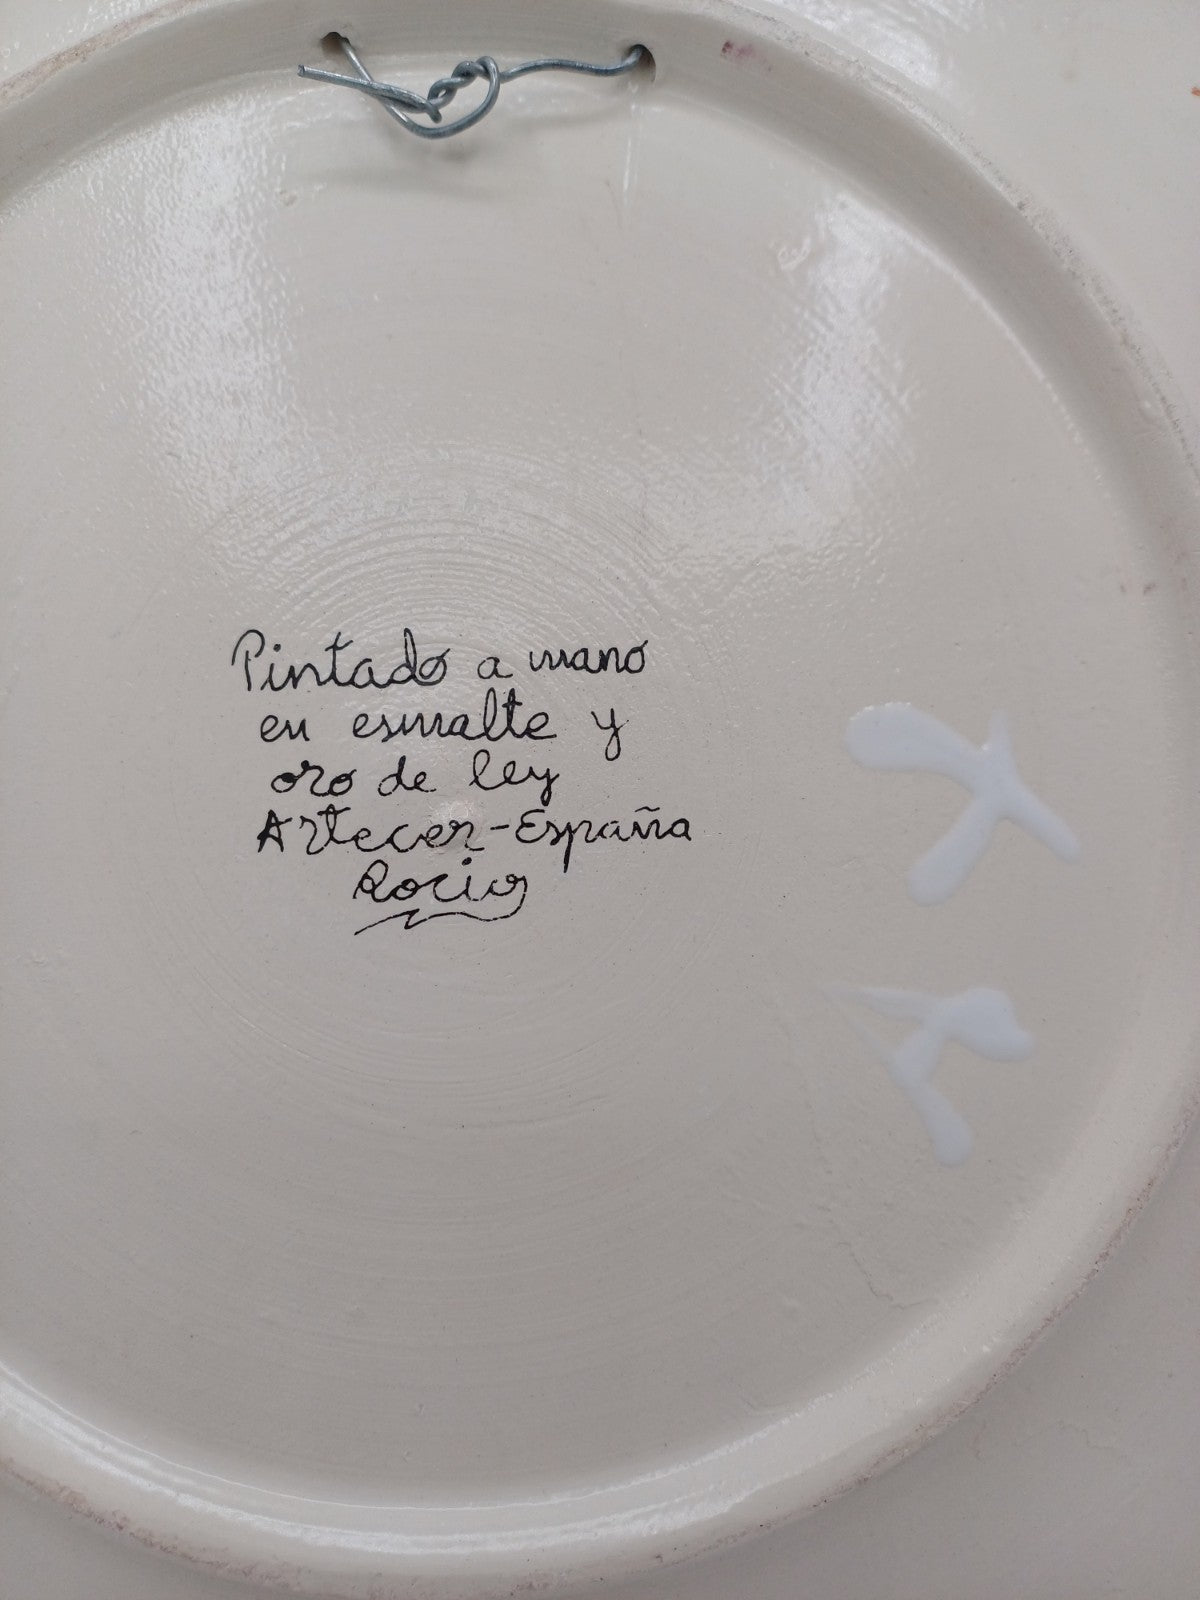 Pintado a mano
en esmalte y
oro de ley
Artecer-España
Rocio